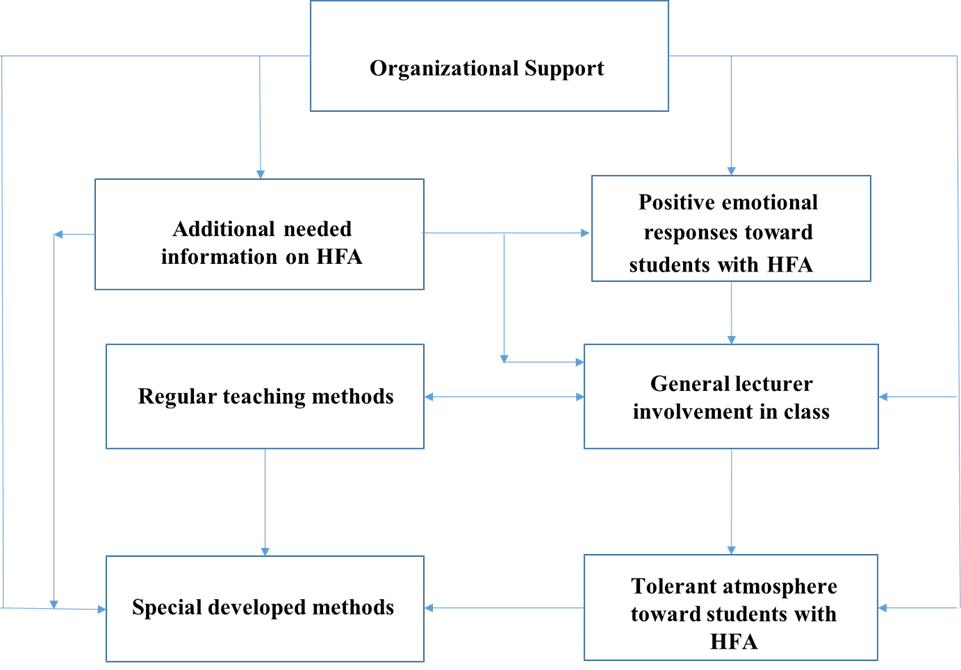 Organizational Support
Additional needed
information on HFA
Positive emotional
responses toward
students with HFA
Regular teaching methods
General lecturer
involvement in class
Special developed methods
Tolerant atmosphere
toward students with
HFA